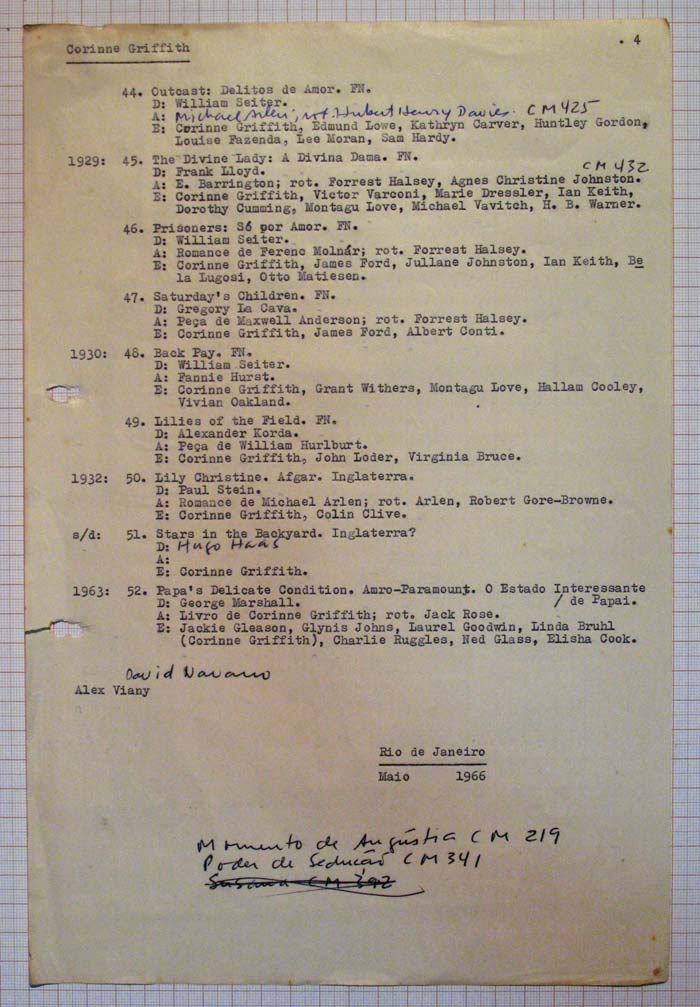 Corinne Griffith
. 4
44. Outcast: Delitos de Amor. FN.
D: William Seiter.
A: Michael Arlen; rot. Hubert Henry Davies. CM425
E: Corinne Griffith, Edmund Lowe, Kathryn Carver, Huntley Gordon,
Louise Fazenda, Lee Moran, Sam Hardy.
1929: 45. The Divine Lady: A Divina Dama. FN.
D: Frank Lloyd. CM432
A: E. Barrington; rot. Forrest Halsey, Agnes Christine Johnston.
E: Corinne Griffith, Victor Varconi, Marie Dressler, Ian Keith,
Dorothy Cumming, Montagu Love, Michael Vavitch, H. B. Warner.
46. Prisoners: Só por Amor. FN.
D: William Seiter.
A: Romance de Ferenc Molnár; rot. Forrest Halsey.
E: Corinne Griffith, James Ford, Jullane Johnston, Ian Keith, Be
la Lugosi, Otto Matiesen.
47. Saturday's Children. FN.
D: Gregory La Cava.
A: Peça de Maxwell Anderson; rot. Forrest Halsey.
E: Corinne Griffith, James Ford, Albert Conti.
1930: 48. Back Pay. FN.
D: William Seiter.
A: Fannie Hurst.
E: Corinne Griffith, Grant Withers, Montagu Love, Hallam Cooley,
Vivian Oakland.
49. Lilies of the Field. FN.
D: Alexander Korda.
A: Peça de William Hurlburt.
E: Corinne Griffith, John Loder, Virginia Bruce.
1932: 50. Lily Christine. Afgar. Inglaterra.
D: Paul Stein.
A: Romance de Michael Arlen; rot. Arlen, Robert Gore-Browne.
E: Corinne Griffith, Colin Clive.
s/d: 51. Stars in the Backyard. Inglaterra?
D: Hugo Haas
A:
E: Corinne Griffith.
1963: 52. Papa's Delicate Condition. Amro-Paramount. O Estado Interessante
D: George Marshall. / de Papai.
A: Livro de Corinne Griffith; rot. Jack Rose.
E: Jackie Gleason, Glynis Johns, Laurel Goodwin, Linda Bruhl
(Corinne Griffith), Charlie Ruggles, Ned Glass, Elisha Cook.
David Navarro
Alex Viany
Rio de Janeiro
Maio 1966
Momento de Angústia CM 219
Poder de Sedução CM341
Susana CM 392